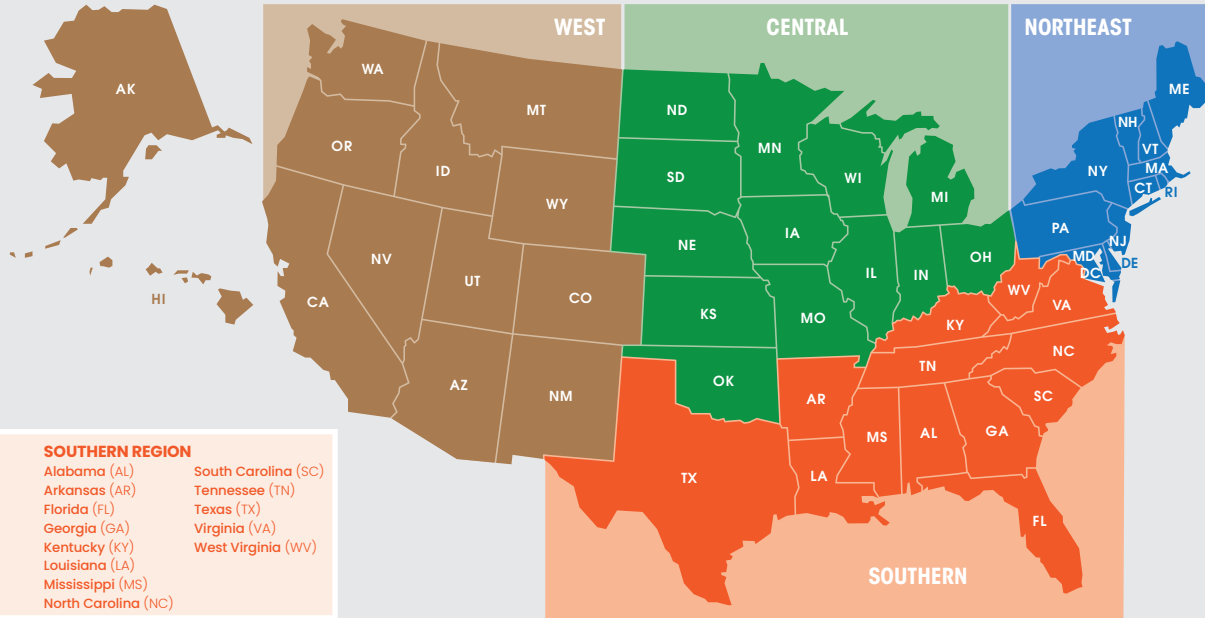 WEST
CENTRAL
NORTHEAST
AK
WA
MT
ND
MN
ME
OR
ID
SD
WI
MI
NH
VT
NY
MA
CT
RI
WY
NV
UT
CO
NE
IA
IL
IN
OH
PA
NJ
MD
DE
DC
HI
CA
KS
MO
WV
VA
KY
AZ
NM
OK
AR
TN
NC
SC
MS
AL
GA
TX
LA
FL
SOUTHERN
SOUTHERN REGION
Alabama (AL)
Arkansas (AR)
Florida (FL)
Georgia (GA)
Kentucky (KY)
Louisiana (LA)
Mississippi (MS)
North Carolina (NC)
South Carolina (SC)
Tennessee (TN)
Texas (TX)
Virginia (VA)
West Virginia (WV)